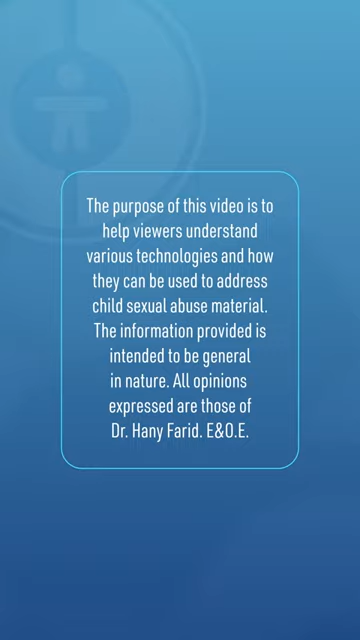 The purpose of this video is to
help viewers understand
various technologies and how
they can be used to address
child sexual abuse material.
The information provided is
intended to be general
in nature. All opinions
expressed are those of
Dr. Hany Farid. E&O.E.